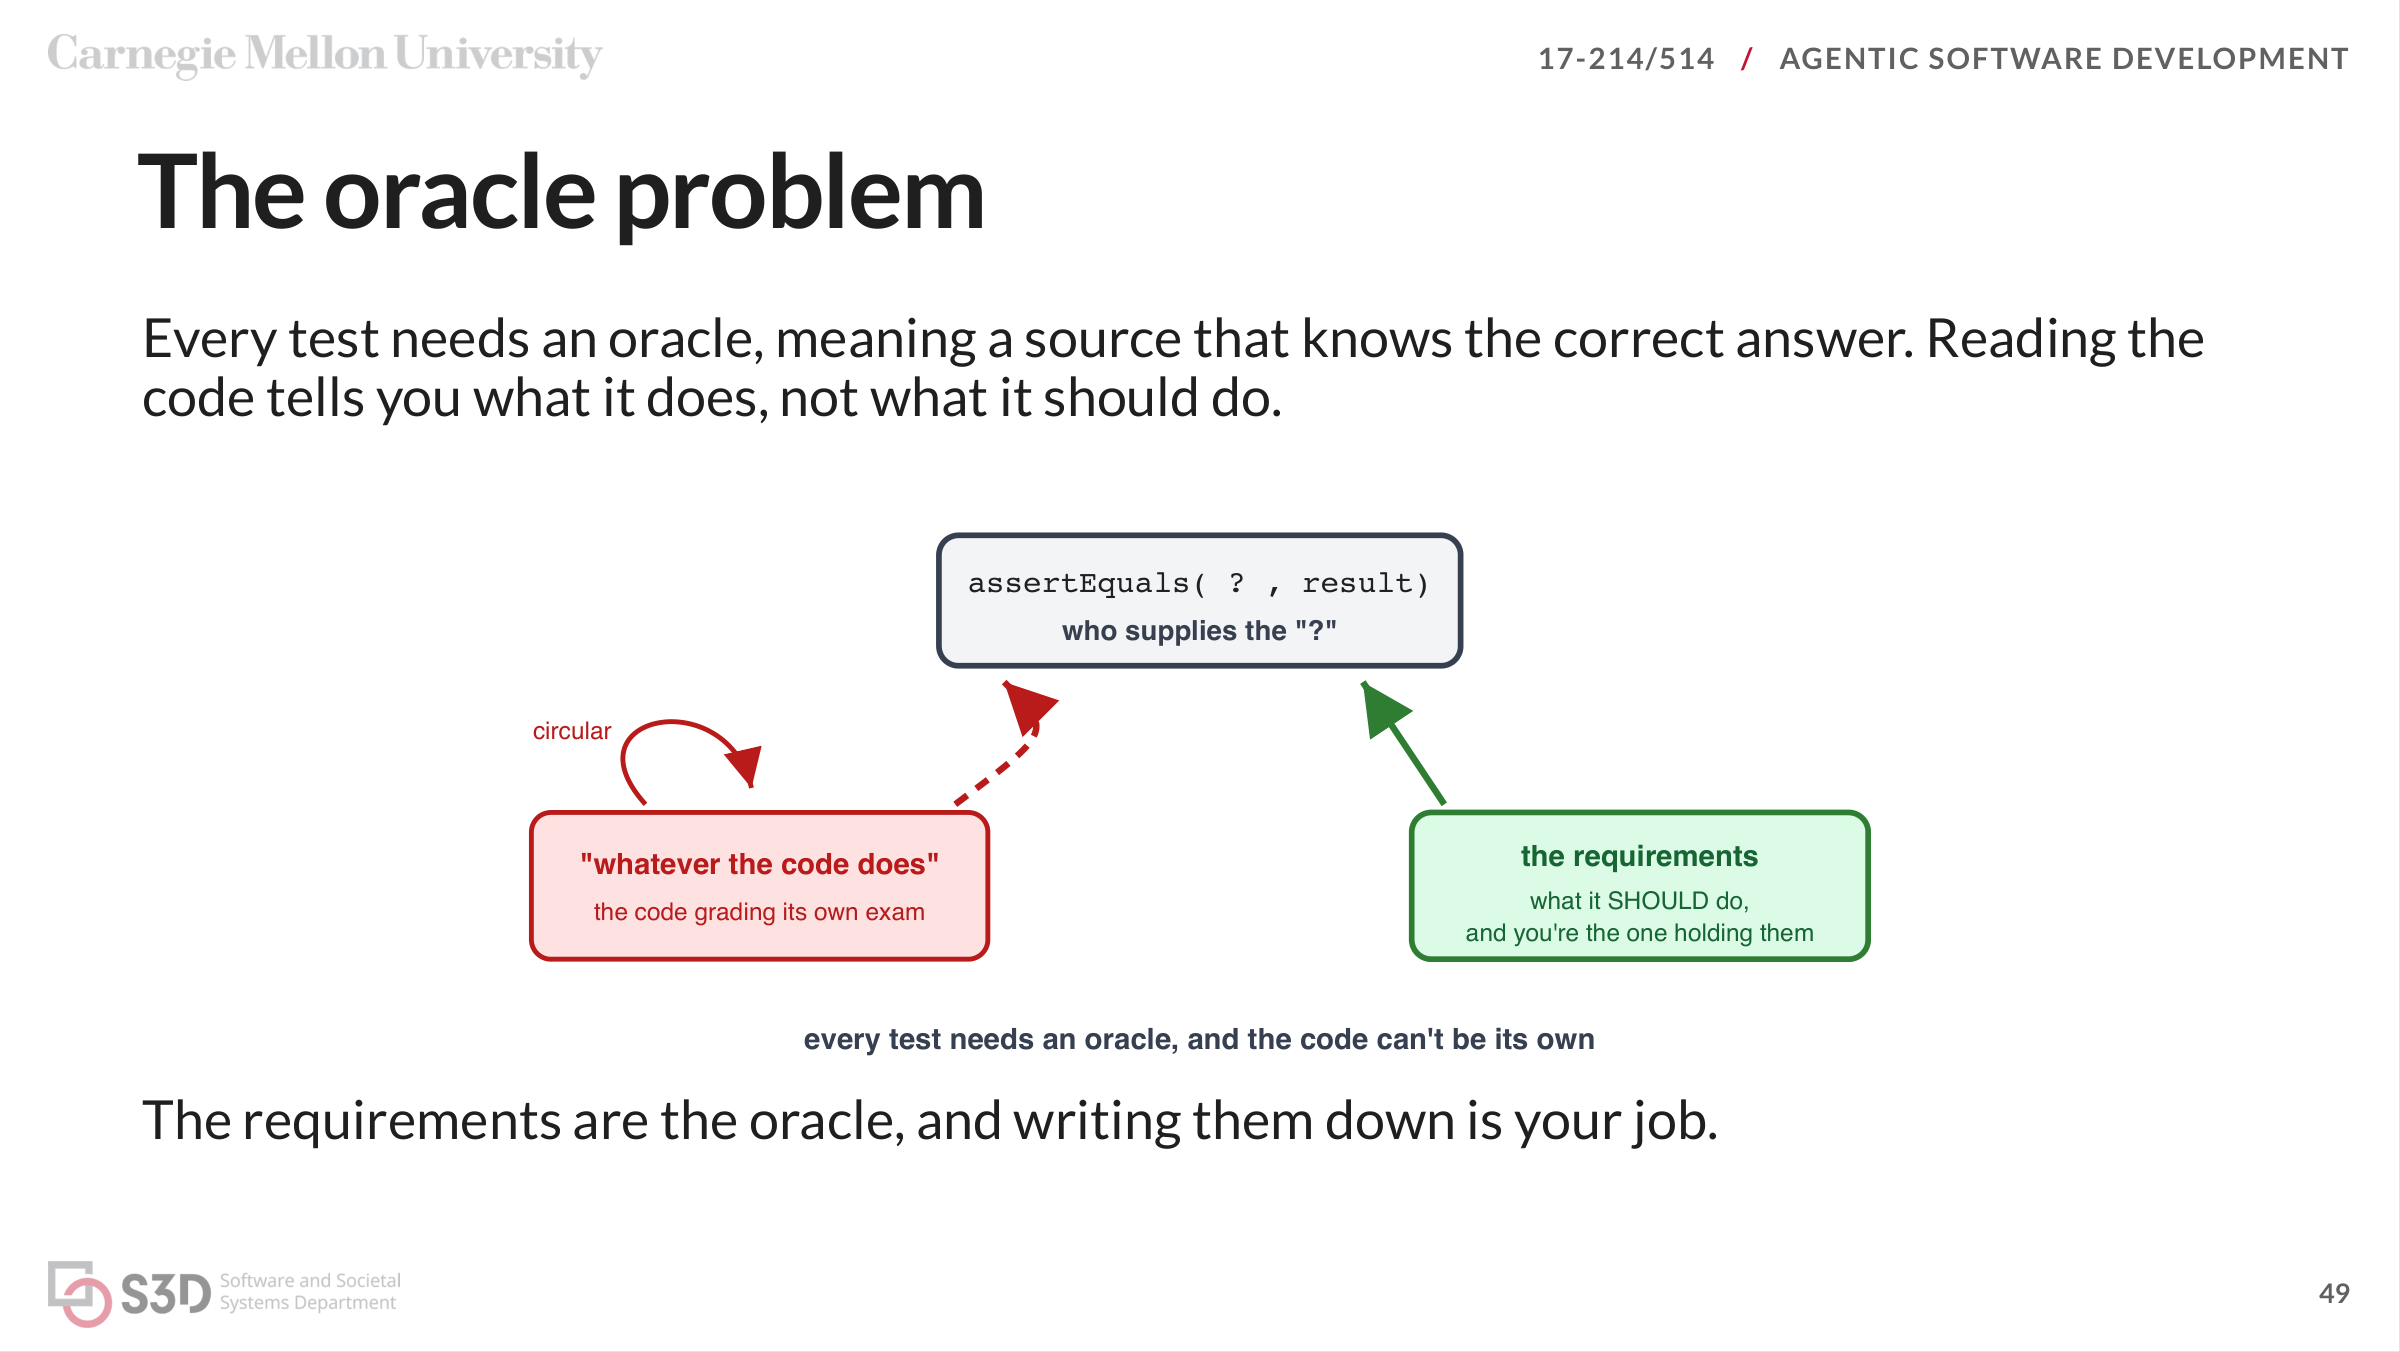 Carnegie Mellon University
17-214/514 / AGENTIC SOFTWARE DEVELOPMENT
The oracle problem
Every test needs an oracle, meaning a source that knows the correct answer. Reading the
code tells you what it does, not what it should do.
assertEquals( ? , result)
who supplies the "?"
circular
"whatever the code does"
the code grading its own exam
the requirements
what it SHOULD do,
and you're the one holding them
every test needs an oracle, and the code can't be its own
The requirements are the oracle, and writing them down is your job.
S3D
Software and Societal
Systems Department
49